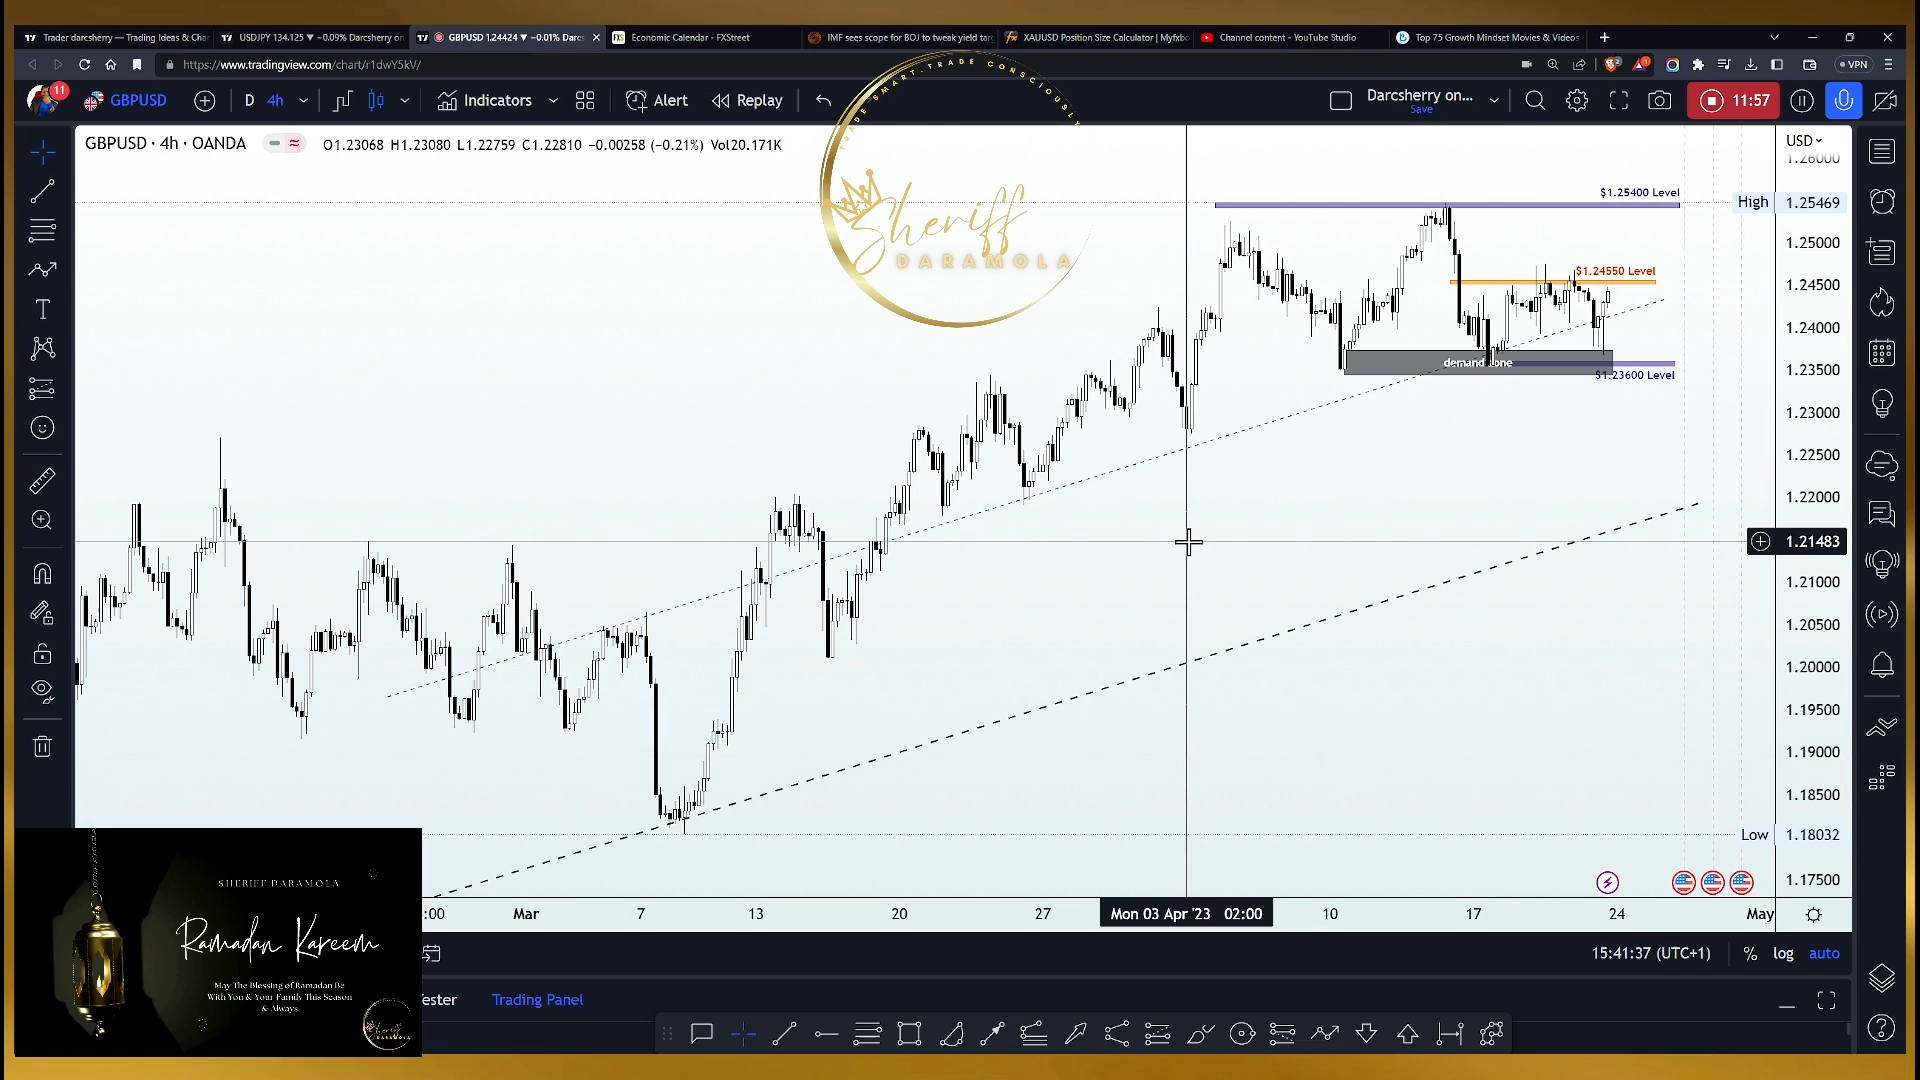 Trader darcsherry — Trading Ideas & Cha
USDJPY 134.125 ▼ −0.09% Darcsherry on
GBPUSD 1.24424 ▼ −0.01% Darcs
Economic Calendar - FXStreet
IMF sees scope for BOJ to tweak yield targ
XAUUSD Position Size Calculator | Myfxbo
Channel content - YouTube Studio
Top 75 Growth Mindset Movies & Videos
https://www.tradingview.com/chart/r1dwY5kV/
VPN
11
GBPUSD
D
4h
Indicators
Alert
Replay
Darcsherry on...
Save
11:57
GBPUSD · 4h · OANDA
O1.23068 H1.23080 L1.22759 C1.22810 −0.00258 (−0.21%) Vol20.171K
TRADE SMART-TRADE CONSCIOUSLY
Sheriff
DARAMOLA
USD
1.26000
$1.25400 Level
High 1.25469
1.25000
$1.24550 Level
1.24500
1.24000
demand zone
1.23500
$1.23600 Level
1.23000
1.22500
1.22000
1.21483
1.21000
1.20500
1.20000
1.19500
1.19000
1.18500
Low 1.18032
1.17500
:00
Mar
7
13
20
27
Mon 03 Apr '23 02:00
10
17
24
May
15:41:37 (UTC+1)
%
log
auto
ester
Trading Panel
SHERIFF DARAMOLA
Ramadan Kareem
May The Blessing of Ramadan Be
With You & Your Family This Season
& Always
Sheriff